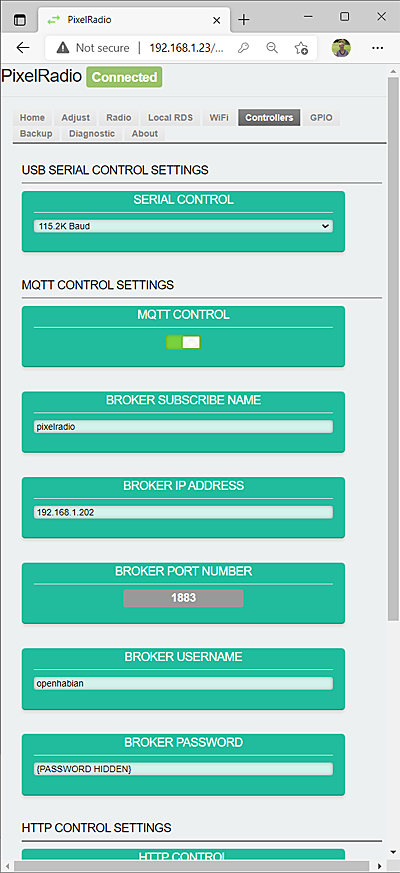 PixelRadio
Not secure | 192.168.1.23/...
PixelRadio Connected
Home Adjust Radio Local RDS WiFi Controllers GPIO
Backup Diagnostic About
USB SERIAL CONTROL SETTINGS
SERIAL CONTROL
115.2K Baud
MQTT CONTROL SETTINGS
MQTT CONTROL
BROKER SUBSCRIBE NAME
pixelradio
BROKER IP ADDRESS
192.168.1.202
BROKER PORT NUMBER
1883
BROKER USERNAME
openhabian
BROKER PASSWORD
{PASSWORD HIDDEN}
HTTP CONTROL SETTINGS
HTTP CONTROL